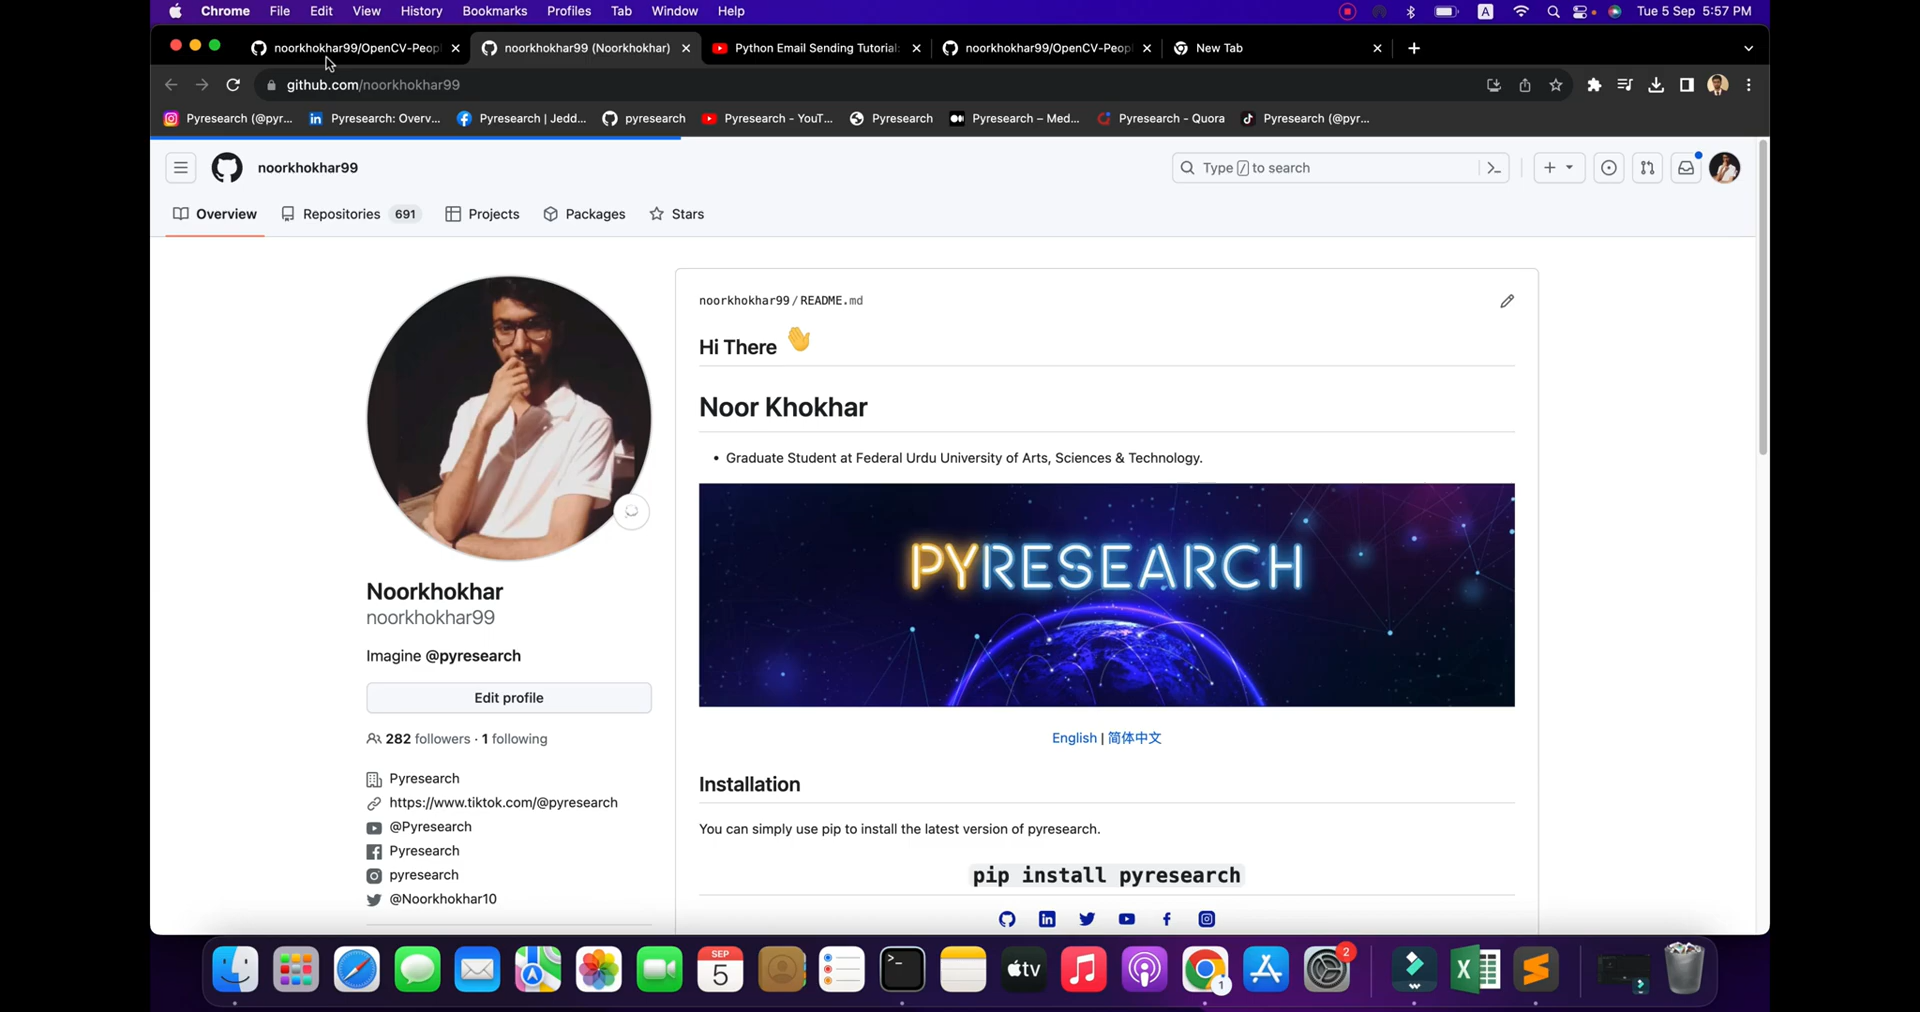 Chrome File Edit View History Bookmarks Profiles Tab Window Help A Tue 5 Sep 5:57 PM
noorkhokhar99/OpenCV-Peopl noorkhokhar99 (Noorkhokhar) Python Email Sending Tutorial: noorkhokhar99/OpenCV-Peopl New Tab
github.com/noorkhokhar99
Pyresearch (@pyr... Pyresearch: Overv... Pyresearch | Jedd... pyresearch Pyresearch - YouT... Pyresearch Pyresearch – Med... Pyresearch - Quora Pyresearch (@pyr...
noorkhokhar99 Type / to search
Overview Repositories 691 Projects Packages Stars
noorkhokhar99/README.md
Hi There 👋
Noor Khokhar
• Graduate Student at Federal Urdu University of Arts, Sciences & Technology.
PYRESEARCH
English | 简体中文
Installation
You can simply use pip to install the latest version of pyresearch.
pip install pyresearch
Noorkhokhar
noorkhokhar99
Imagine @pyresearch
Edit profile
282 followers · 1 following
Pyresearch
https://www.tiktok.com/@pyresearch
@Pyresearch
Pyresearch
pyresearch
@Noorkhokhar10
SEP
5
tv
1
2